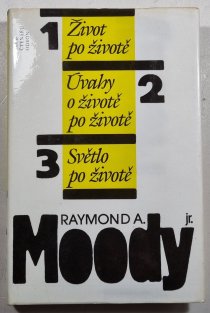 1 Život
po životě
Úvahy 2
o životě
po životě
3 Světlo
po životě
RAYMOND A. jr.
Moody